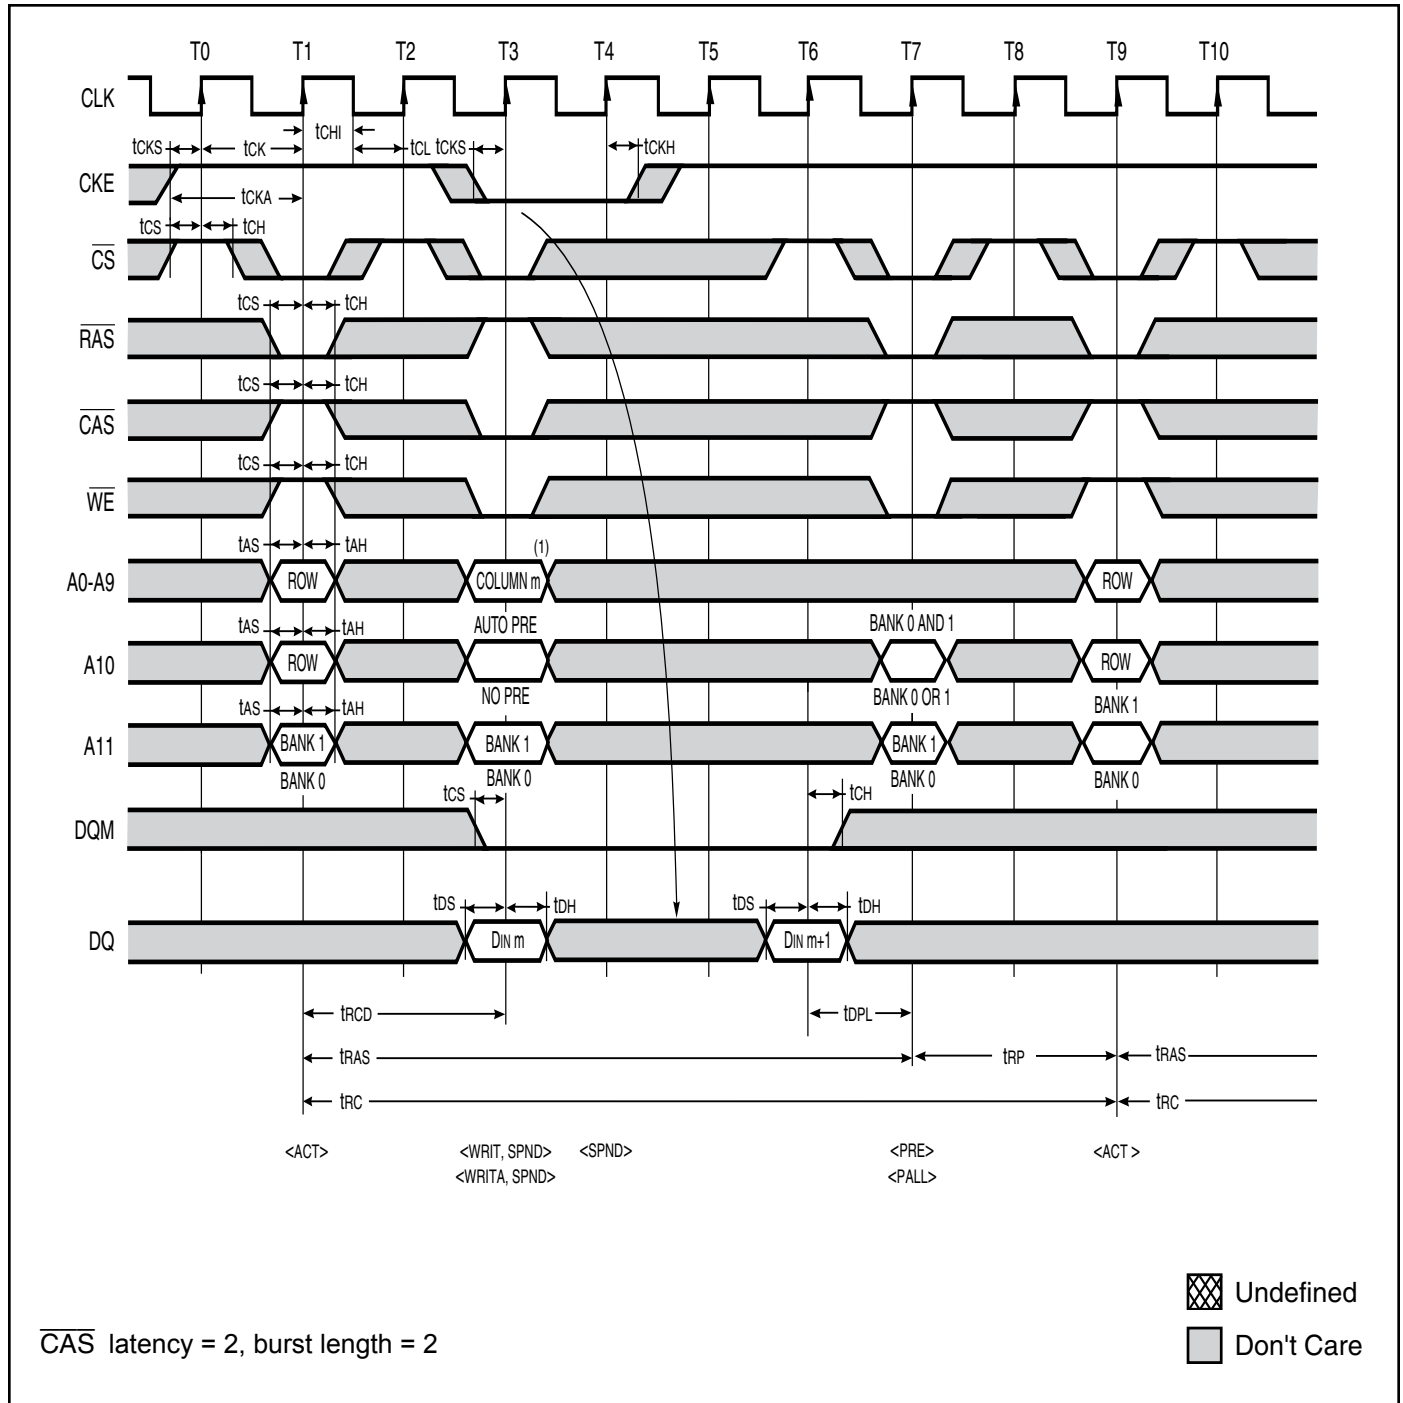 T0 T1 T2 T3 T4 T5 T6 T7 T8 T9 T10
CLK
tCHI
tCKS tCK tCL tCKS tCKH
CKE
tCKA
tCS tCH
CS
tCS tCH
RAS
tCS tCH
CAS
tCS tCH
WE
tAS tAH (1)
A0-A9 ROW COLUMN m ROW
tAS tAH AUTO PRE BANK 0 AND 1
A10 ROW ROW
NO PRE BANK 0 OR 1 BANK 1
tAS tAH
A11 BANK 1 BANK 1 BANK 1
BANK 0 BANK 0 BANK 0 BANK 0
tCS tCH
DQM
tDS tDH tDS tDH
DQ DIN m DIN m+1
tRCD tDPL
tRAS tRP tRAS
tRC tRC
<ACT> <WRIT, SPND> <SPND> <PRE> <ACT >
<WRITA, SPND> <PALL>
Undefined
CAS latency = 2, burst length = 2 Don't Care